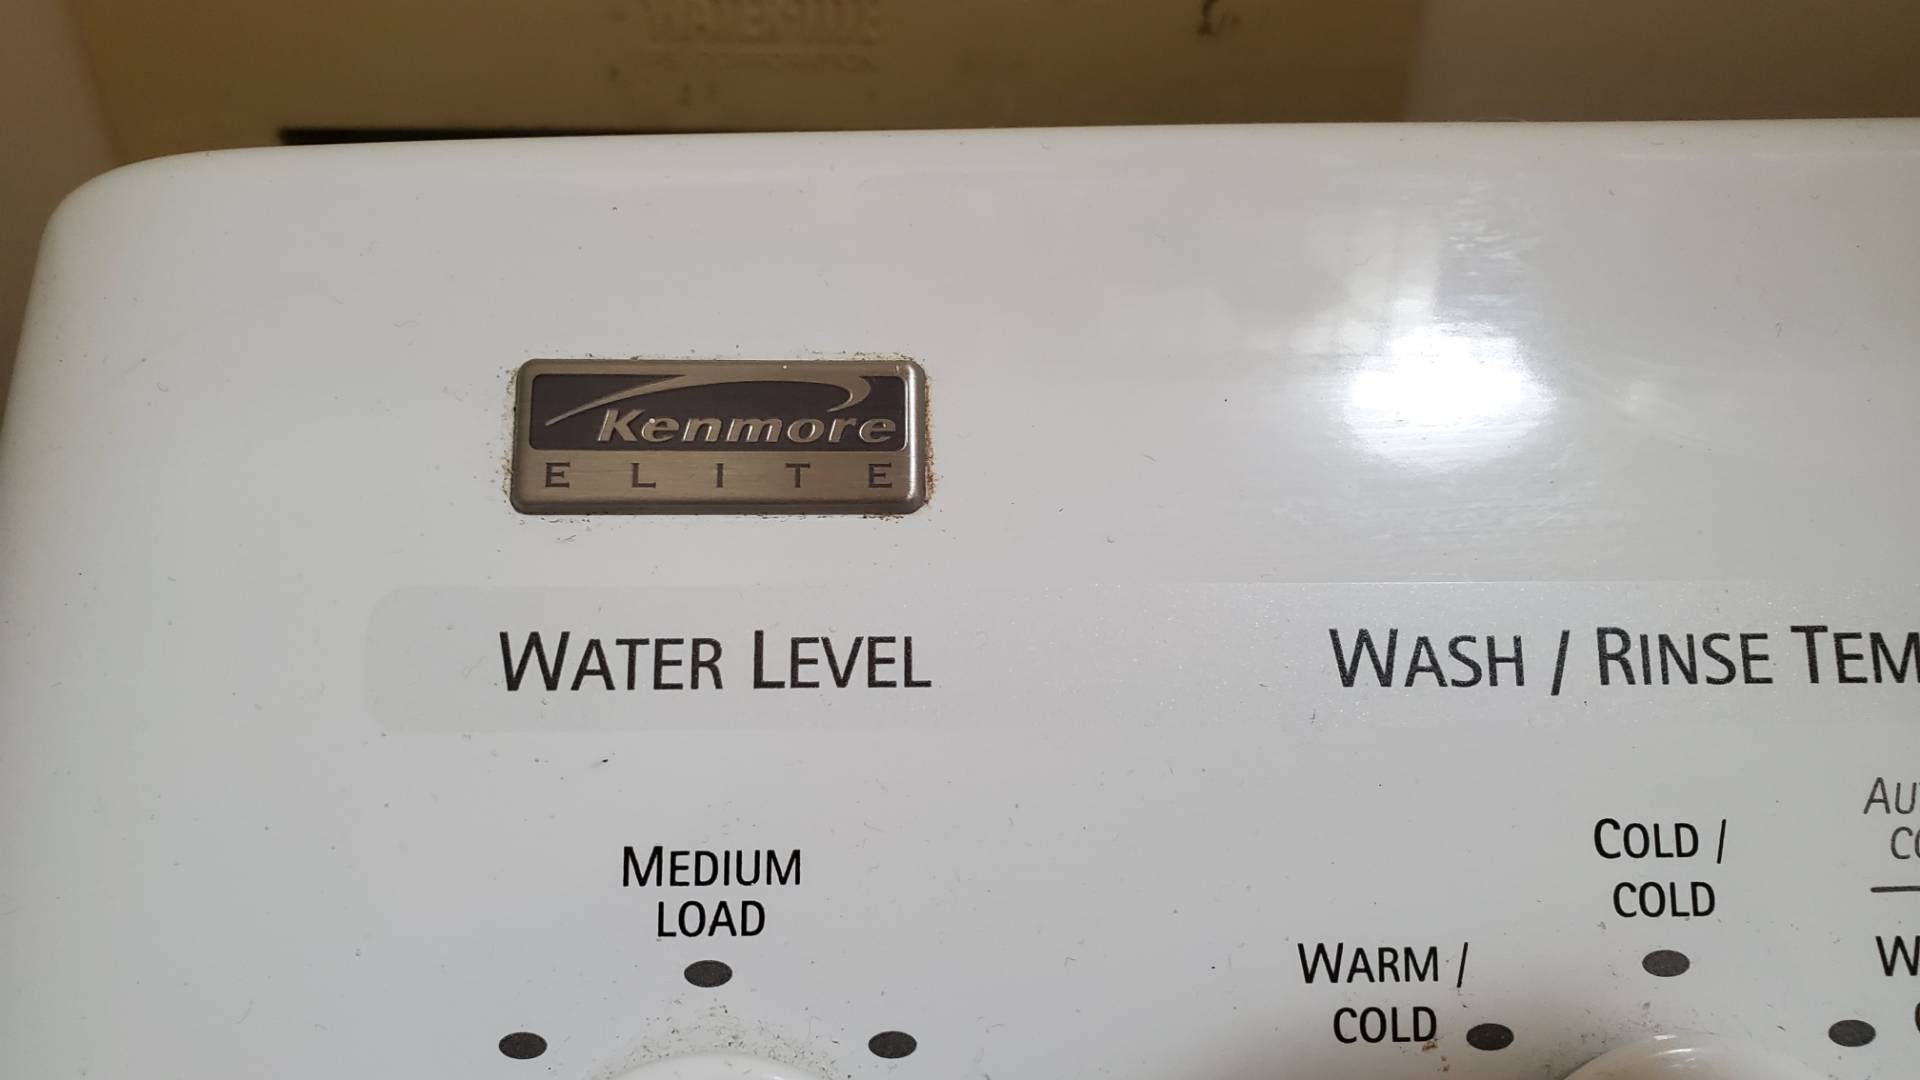 Kenmore
ELITE
WATER LEVEL
WASH / RINSE TEM
MEDIUM
LOAD
COLD /
COLD
WARM /
COLD